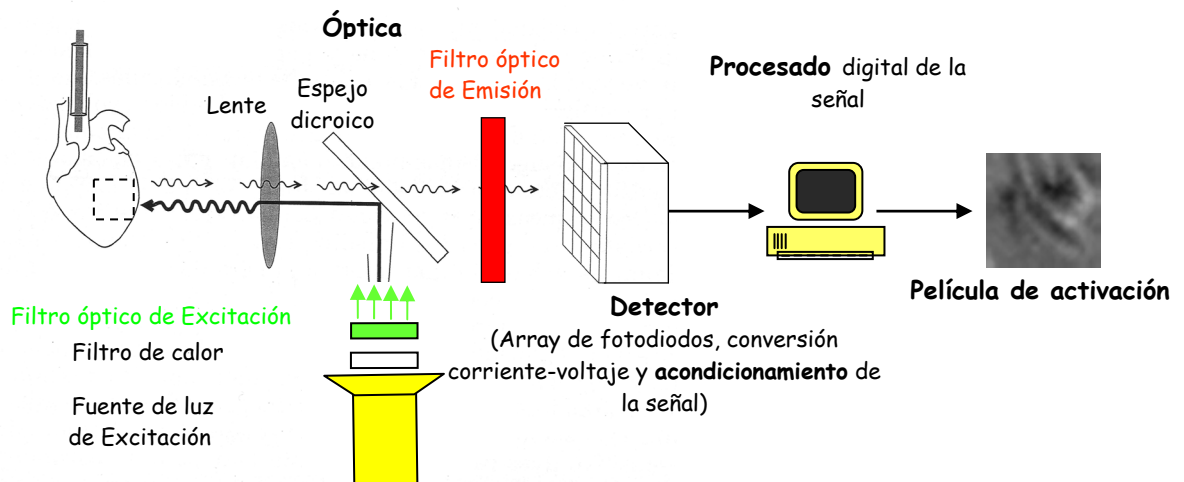 Óptica
Filtro óptico
de Emisión
Procesado digital de la
señal
Espejo
dicroico
Lente
Película de activación
Detector
(Array de fotodiodos, conversión
corriente-voltaje y acondicionamiento de
la señal)
Filtro óptico de Excitación
Filtro de calor
Fuente de luz
de Excitación